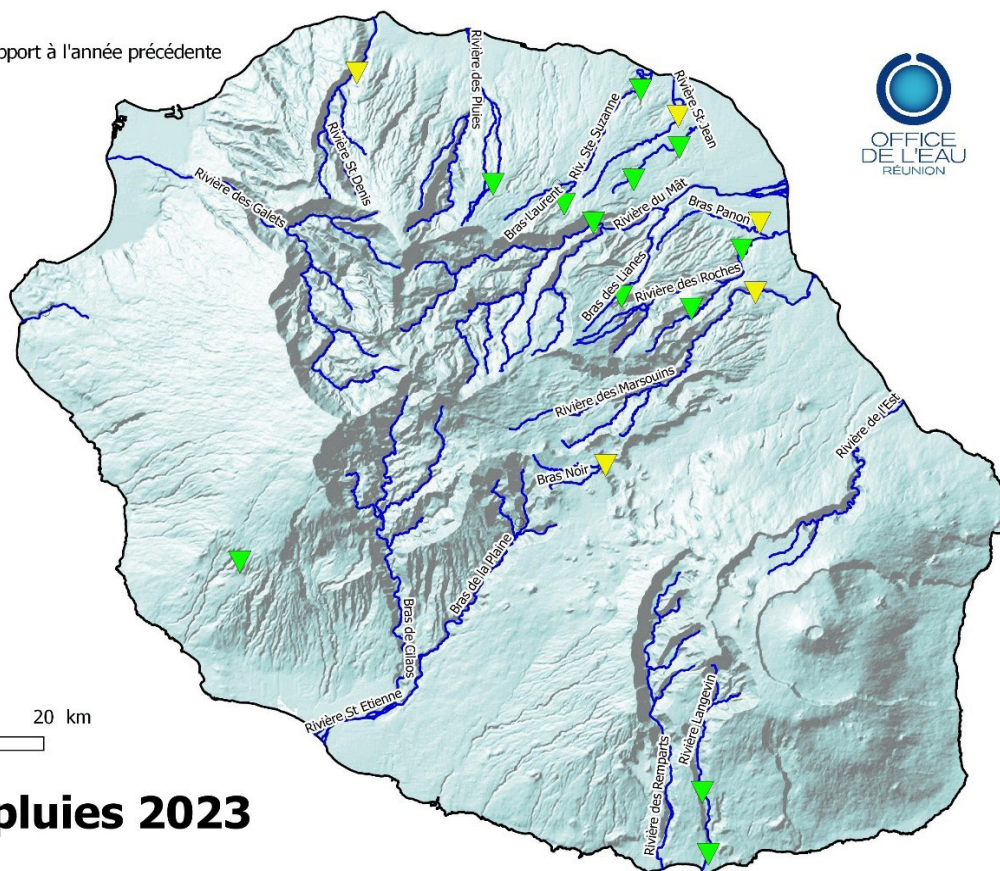 pport à l'année précédente
OFFICE
DE L'EAU
RÉUNION
Rivière des Pluies
Rivière St Jean
Riv. Ste Suzanne
Rivière St Denis
Rivière des Galets
Bras Laurent
Rivière du Mât
Bras Panon
Bras des Lianes
Rivière des Roches
Rivière des Marsouins
Rivière de l'Est
Bras Noir
Bras de la Plaine
Bras de Cilaos
Rivière St Etienne
Rivière Langevin
Rivière des Remparts
20 km
pluies 2023